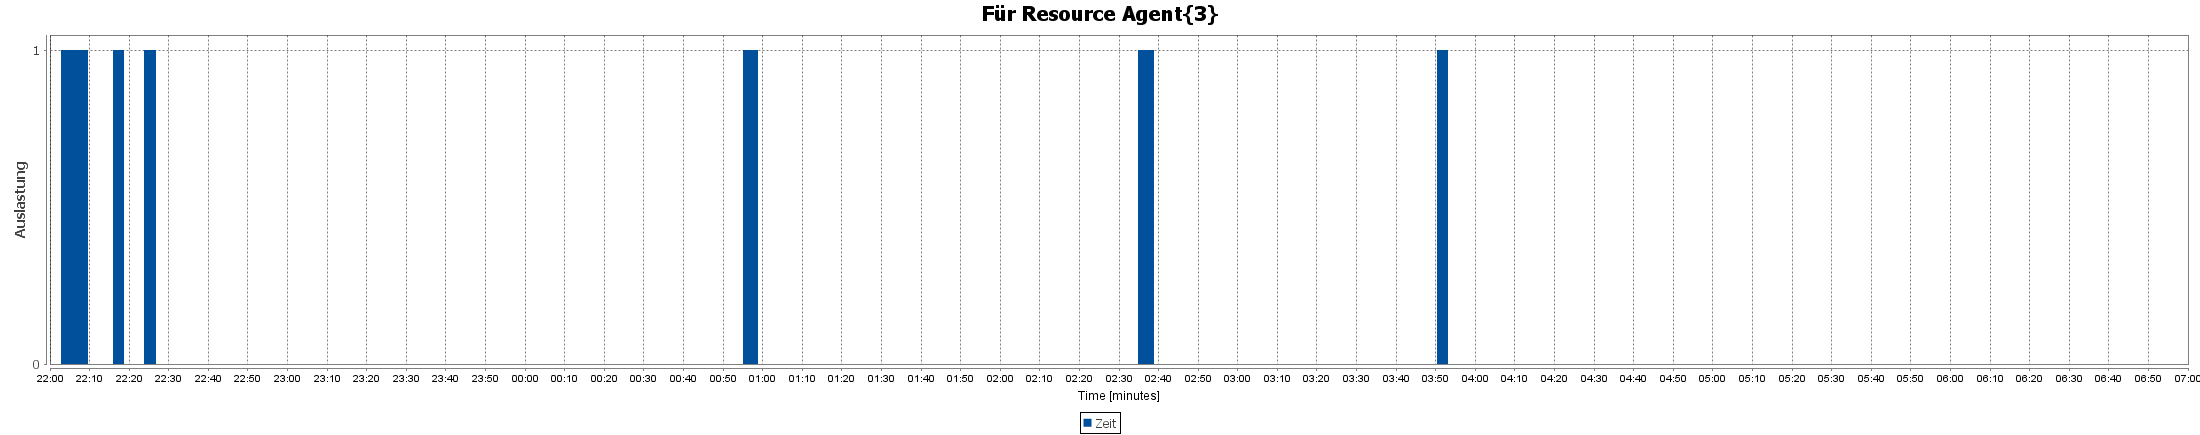 Für Resource Agent{3}
1
Auslastung
0
22:00 22:10 22:20 22:30 22:40 22:50 23:00 23:10 23:20 23:30 23:40 23:50 00:00 00:10 00:20 00:30 00:40 00:50 01:00 01:10 01:20 01:30 01:40 01:50 02:00 02:10 02:20 02:30 02:40 02:50 03:00 03:10 03:20 03:30 03:40 03:50 04:00 04:10 04:20 04:30 04:40 04:50 05:00 05:10 05:20 05:30 05:40 05:50 06:00 06:10 06:20 06:30 06:40 06:50 07:00
Time [minutes]
Zeit